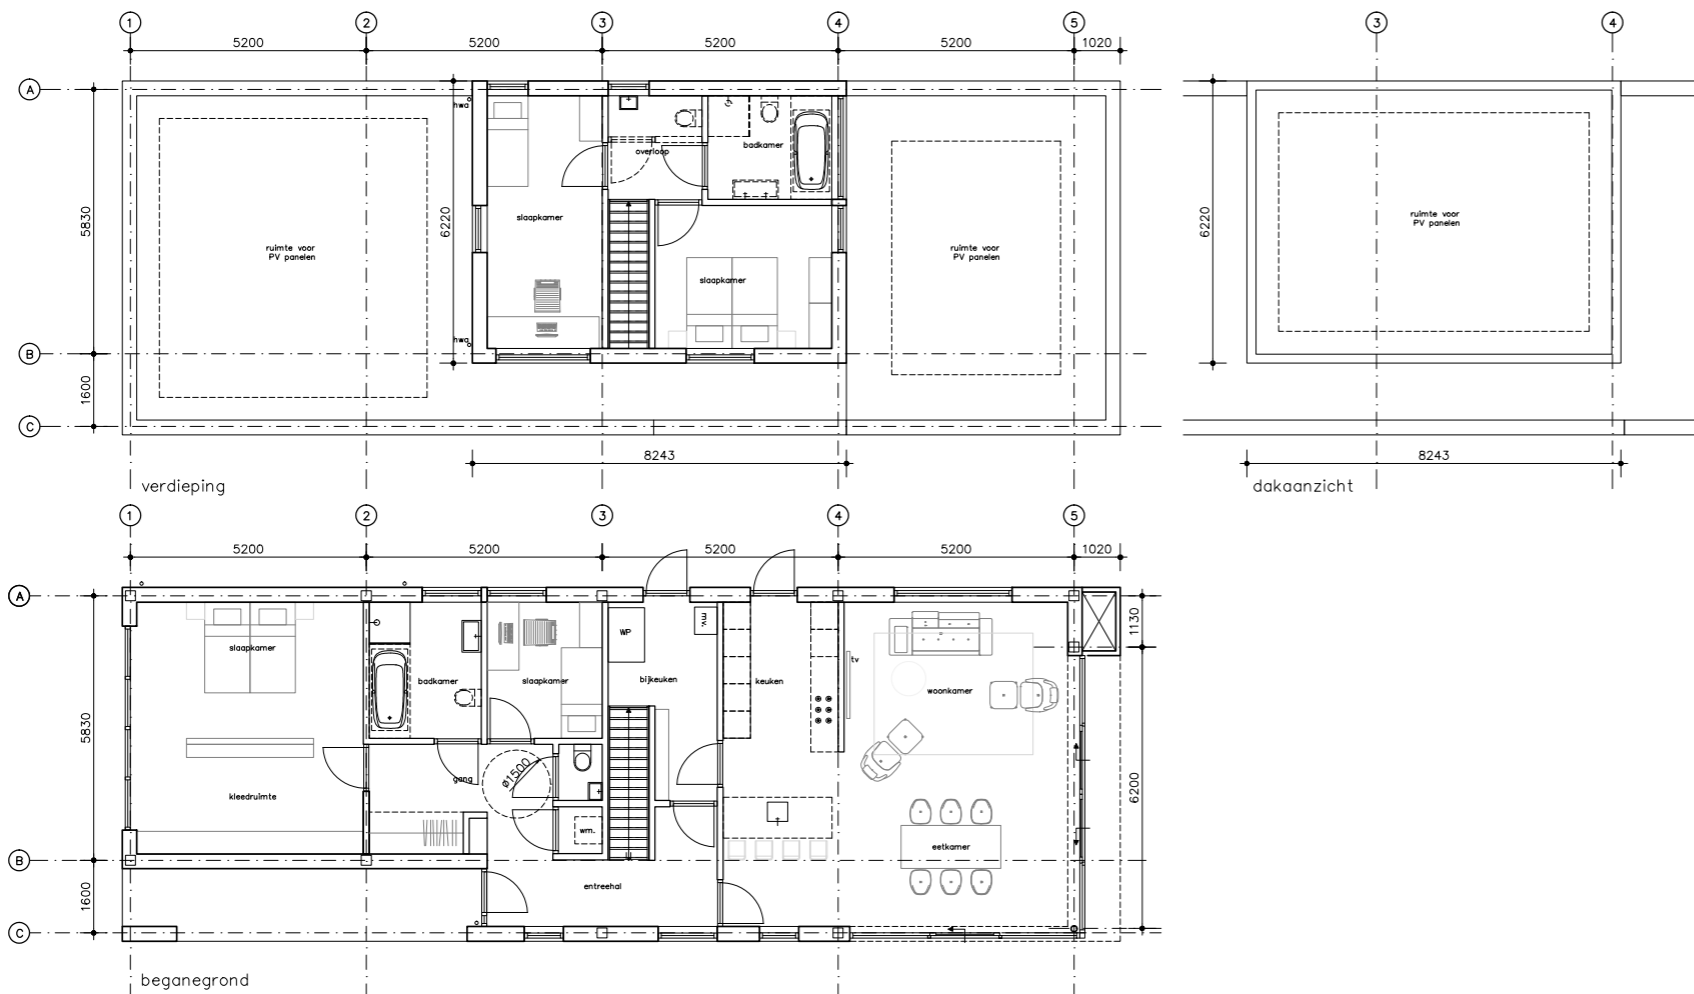 1 2 3 4 5 3 4
5200 5200 5200 5200 1020 5200
A
hwa
overloop badkamer
5830 6220 slaapkamer 6220
ruimte voor
PV panelen
ruimte voor
PV panelen
ruimte voor
PV panelen
slaapkamer
hwa
B
1600
C
8243 8243
verdieping dakaanzicht
1 2 3 4 5
5200 5200 5200 5200 1020
A
1130
WP mv.
slaapkamer
tv
badkamer slaapkamer bijkeuken keuken woonkamer
5830
gang ø1500
kleedruimte
6200
wm.
eetkamer
B
entreehal
1600
C
beganegrond